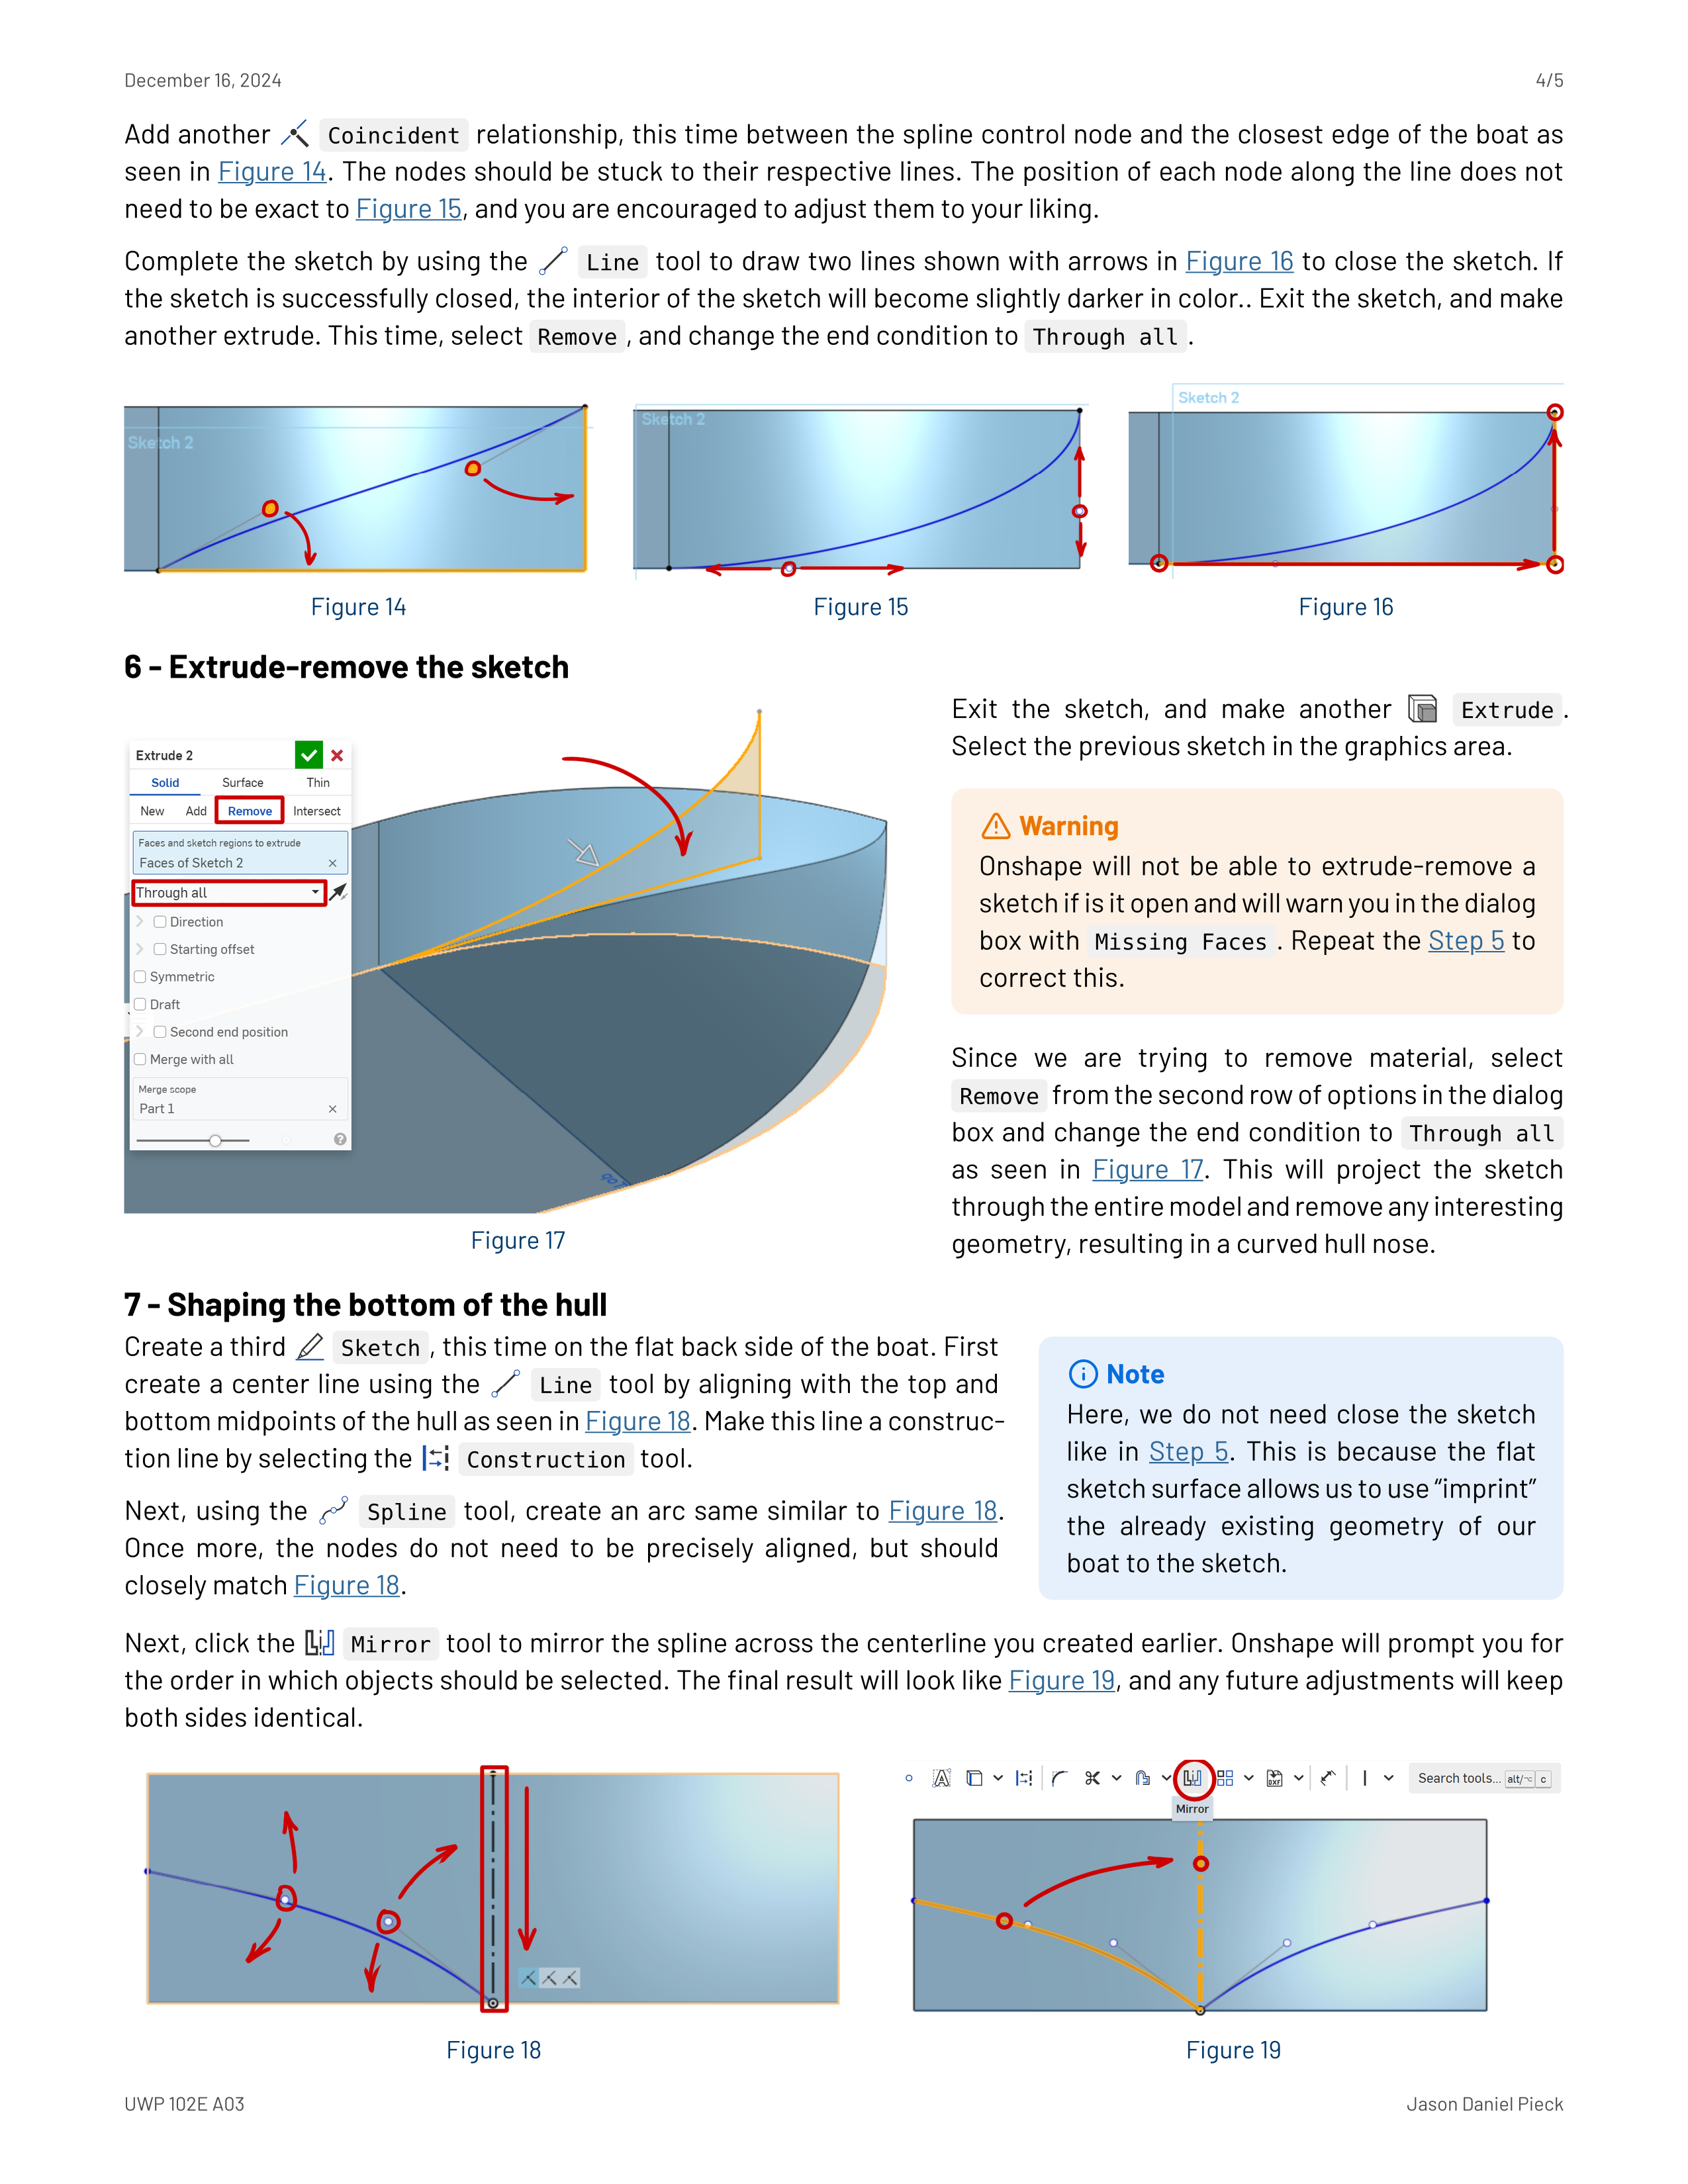 December 16, 2024
4/5
Add another Coincident relationship, this time between the spline control node and the closest edge of the boat as
seen in Figure 14. The nodes should be stuck to their respective lines. The position of each node along the line does not
need to be exact to Figure 15, and you are encouraged to adjust them to your liking.
Complete the sketch by using the Line tool to draw two lines shown with arrows in Figure 16 to close the sketch. If
the sketch is successfully closed, the interior of the sketch will become slightly darker in color.. Exit the sketch, and make
another extrude. This time, select Remove, and change the end condition to Through all.
Sketch 2
Sketch 2
Sketch 2
Figure 14
Figure 15
Figure 16
6 - Extrude-remove the sketch
Extrude 2
Solid Surface Thin
New Add Remove Intersect
Faces and sketch regions to extrude
Faces of Sketch 2
Through all
Direction
Starting offset
Symmetric
Draft
Second end position
Merge with all
Merge scope
Part 1
Top
Figure 17
Exit the sketch, and make another Extrude.
Select the previous sketch in the graphics area.
Warning
Onshape will not be able to extrude-remove a
sketch if is it open and will warn you in the dialog
box with Missing Faces. Repeat the Step 5 to
correct this.
Since we are trying to remove material, select
Remove from the second row of options in the dialog
box and change the end condition to Through all
as seen in Figure 17. This will project the sketch
through the entire model and remove any interesting
geometry, resulting in a curved hull nose.
7 - Shaping the bottom of the hull
Create a third Sketch, this time on the flat back side of the boat. First
create a center line using the Line tool by aligning with the top and
bottom midpoints of the hull as seen in Figure 18. Make this line a construc-
tion line by selecting the Construction tool.
Next, using the Spline tool, create an arc same similar to Figure 18.
Once more, the nodes do not need to be precisely aligned, but should
closely match Figure 18.
Note
Here, we do not need close the sketch
like in Step 5. This is because the flat
sketch surface allows us to use “imprint”
the already existing geometry of our
boat to the sketch.
Next, click the Mirror tool to mirror the spline across the centerline you created earlier. Onshape will prompt you for
the order in which objects should be selected. The final result will look like Figure 19, and any future adjustments will keep
both sides identical.
Search tools... alt/⌥ c
Mirror
Figure 18
Figure 19
UWP 102E A03
Jason Daniel Pieck